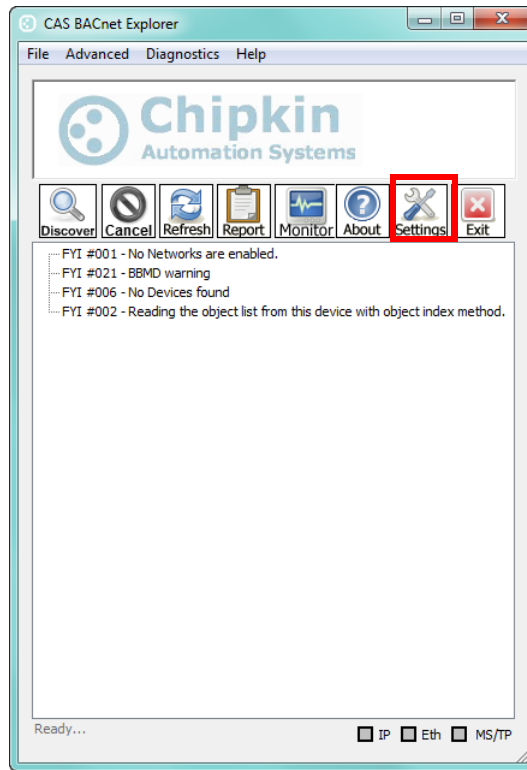 CAS BACnet Explorer
File Advanced Diagnostics Help
Chipkin
Automation Systems
Discover Cancel Refresh Report Monitor About Settings Exit
FYI #001 - No Networks are enabled.
FYI #021 - BBMD warning
FYI #006 - No Devices found
FYI #002 - Reading the object list from this device with object index method.
Ready... IP Eth MS/TP